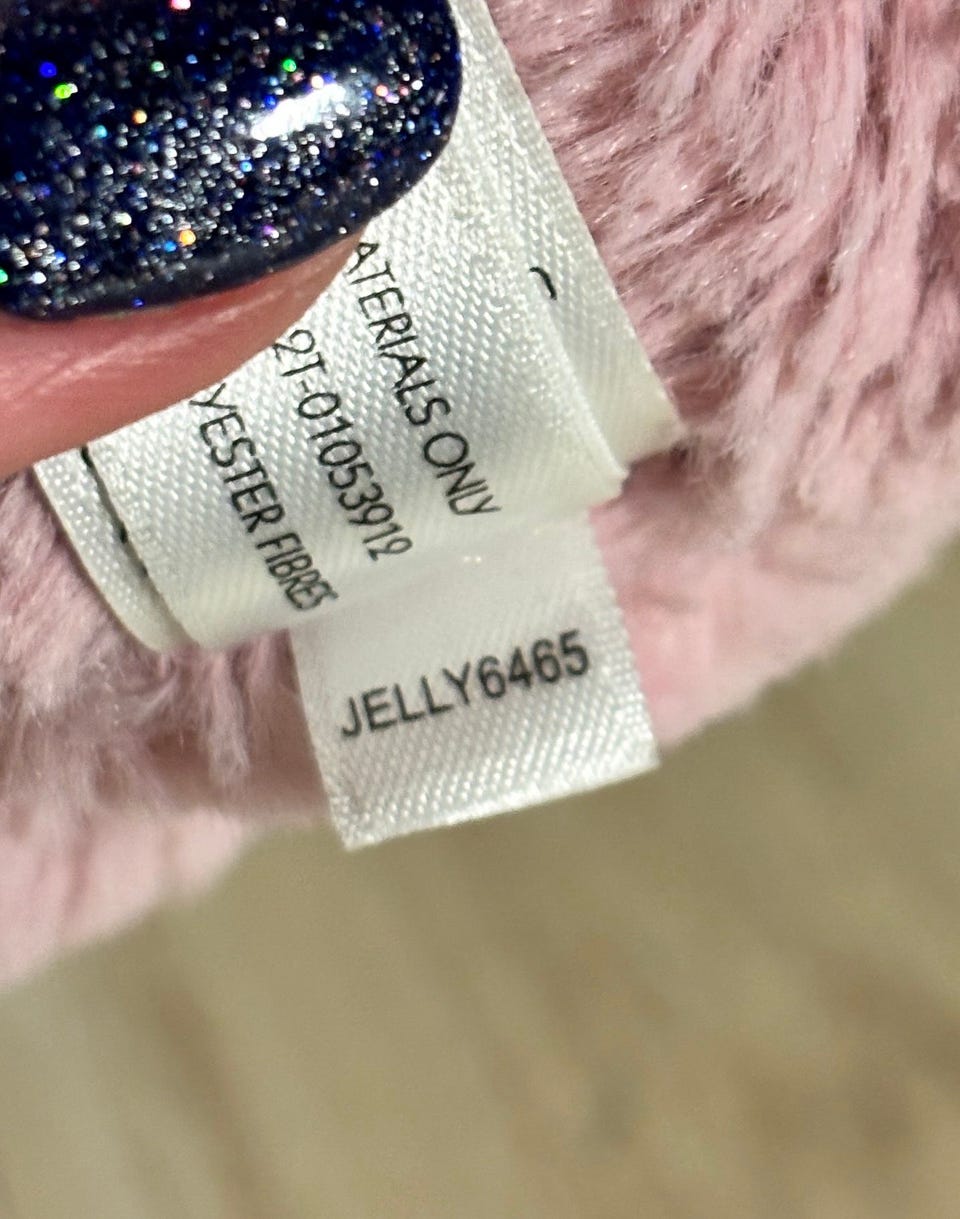 ATERIALS ONLY
2T-01053912
YESTER FIBRES
JELLY6465